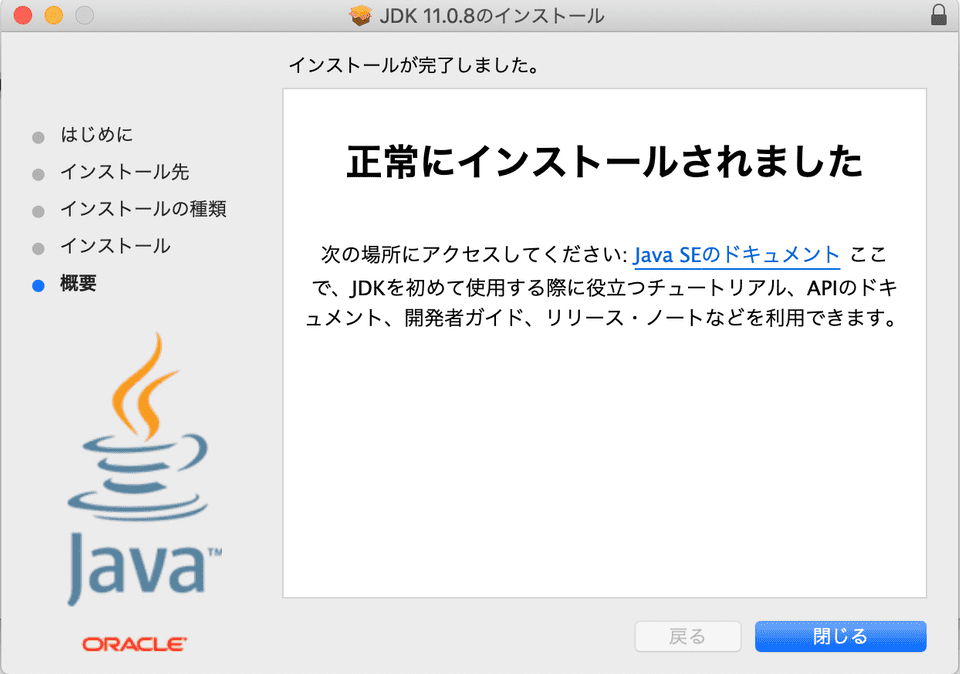 JDK 11.0.8のインストール
インストールが完了しました。
はじめに
インストール先
インストールの種類
インストール
概要
正常にインストールされました
次の場所にアクセスしてください: Java SEのドキュメント ここ
で、JDKを初めて使用する際に役立つチュートリアル、APIのドキ
ュメント、開発者ガイド、リリース・ノートなどを利用できます。
Java™
ORACLE®
戻る
閉じる